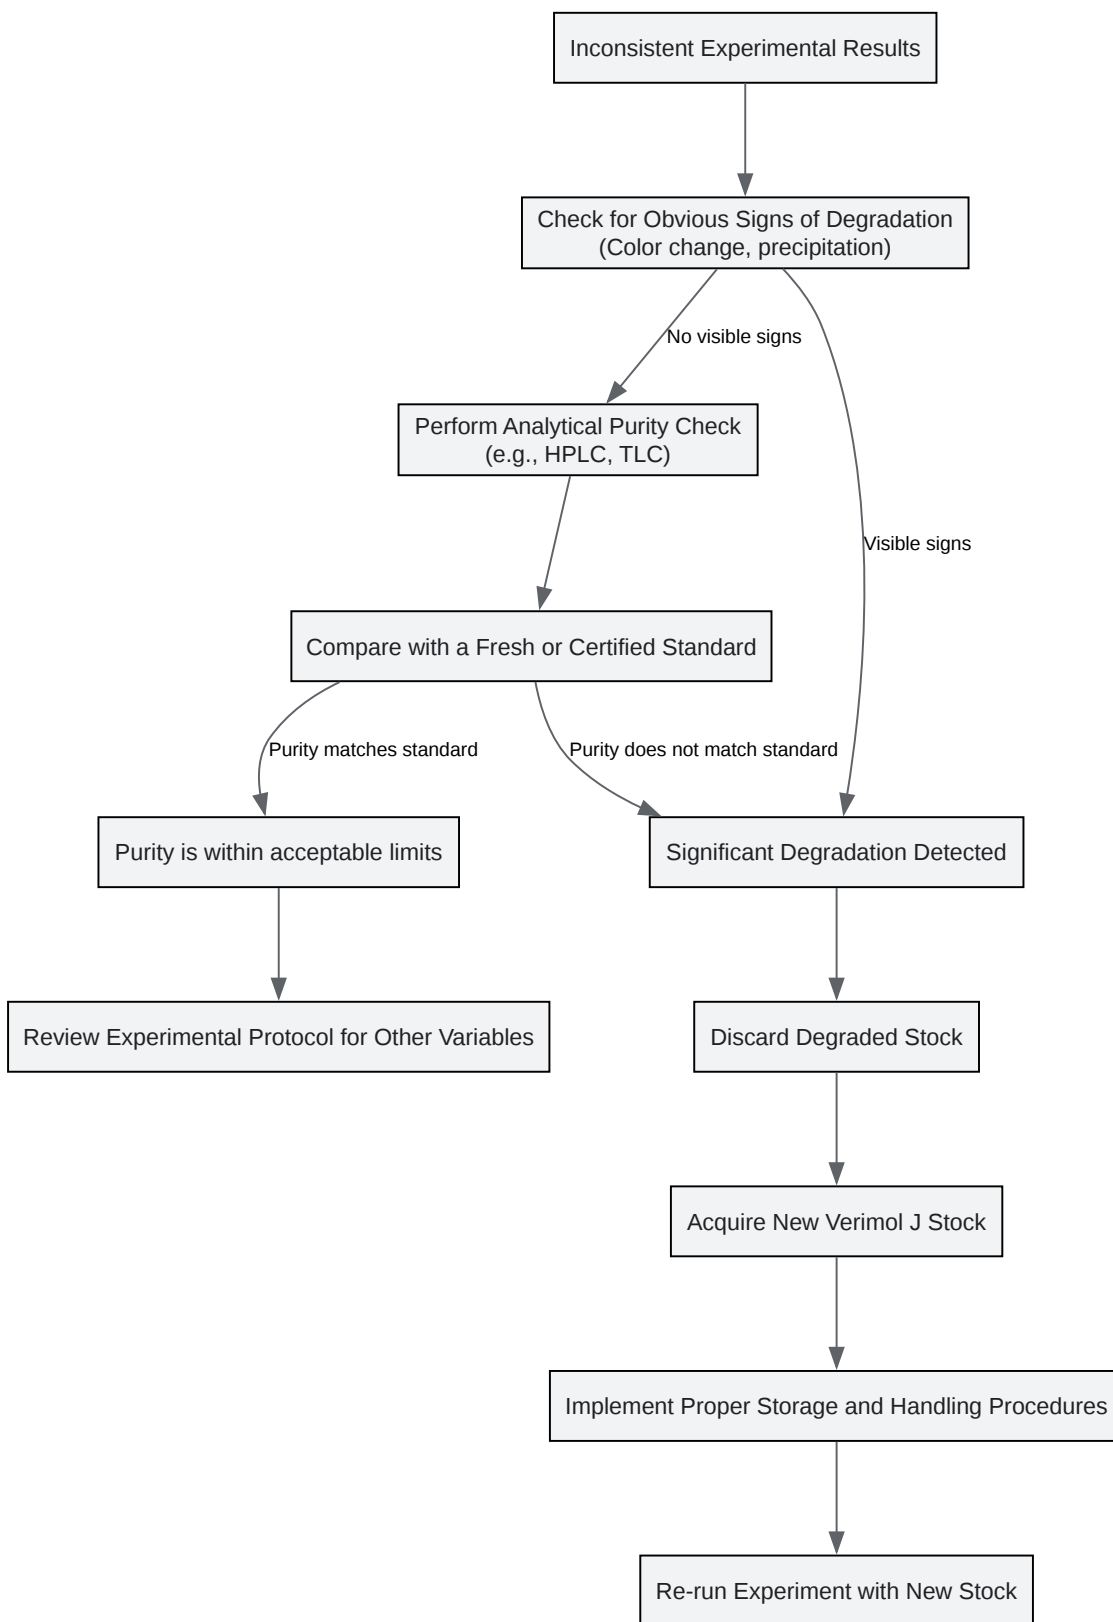 Inconsistent Experimental Results
Check for Obvious Signs of Degradation
(Color change, precipitation)
No visible signs
Perform Analytical Purity Check
(e.g., HPLC, TLC)
Visible signs
Compare with a Fresh or Certified Standard
Purity matches standard
Purity does not match standard
Purity is within acceptable limits
Significant Degradation Detected
Review Experimental Protocol for Other Variables
Discard Degraded Stock
Acquire New Verimol J Stock
Implement Proper Storage and Handling Procedures
Re-run Experiment with New Stock